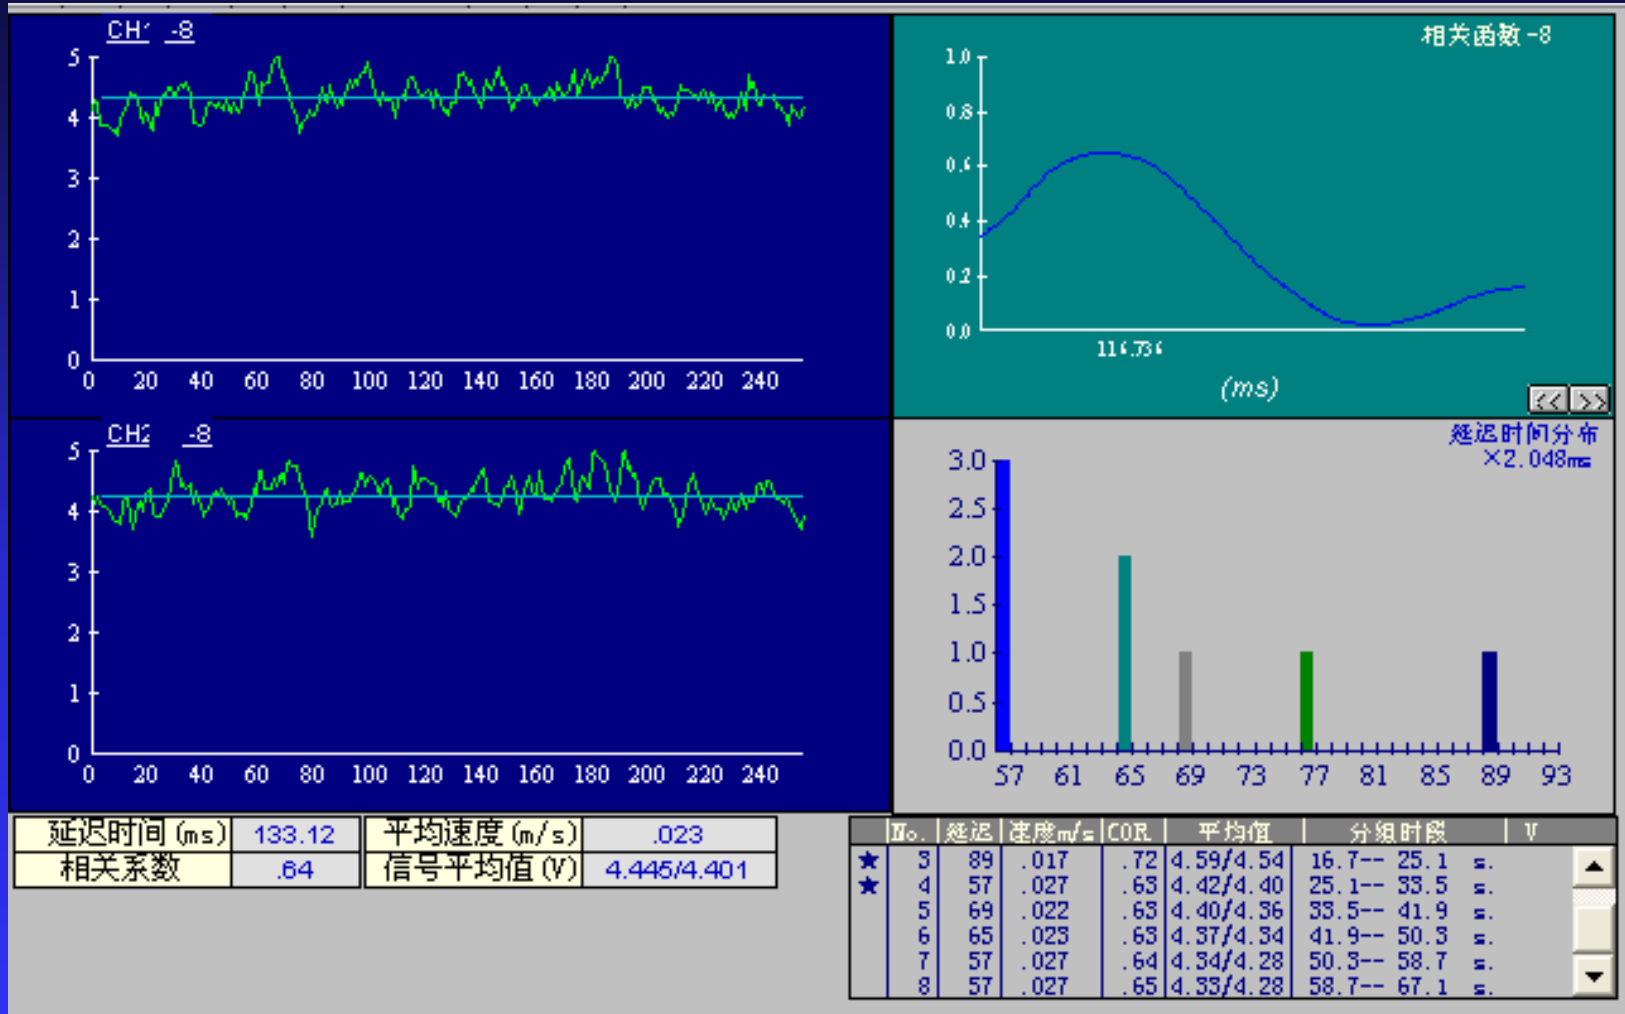 CH1 -8
5
4
3
2
1
0
0 20 40 60 80 100 120 140 160 180 200 220 240
相关函数-8
1.0
0.8
0.6
0.4
0.2
0.0
116.736
(ms)
<< >>
CH2 -8
5
4
3
2
1
0
0 20 40 60 80 100 120 140 160 180 200 220 240
延迟时间分布
×2.048ms
3.0
2.5
2.0
1.5
1.0
0.5
0.0
57 61 65 69 73 77 81 85 89 93
延迟时间(ms) 133.12 平均速度(m/s) .023
相关系数 .64 信号平均值(V) 4.445/4.401
No. 延迟 速度m/s COR 平均值 分组时段 V
★ 3 89 .017 .72 4.59/4.54 16.7-- 25.1 s.
★ 4 57 .027 .63 4.42/4.40 25.1-- 33.5 s.
5 69 .022 .63 4.40/4.36 33.5-- 41.9 s.
6 65 .023 .63 4.37/4.34 41.9-- 50.3 s.
7 57 .027 .64 4.34/4.28 50.3-- 58.7 s.
8 57 .027 .65 4.33/4.28 58.7-- 67.1 s.